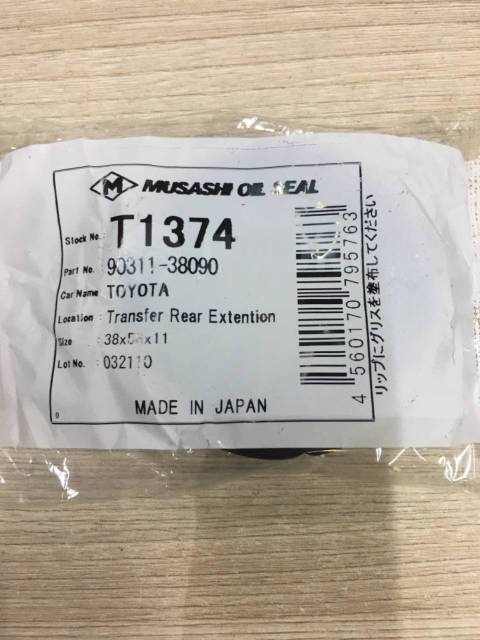 M MUSASHI OIL SEAL
Stock No. : T1374
Part No. : 90311-38090
Car Name : TOYOTA
Location : Transfer Rear Extention
Size :
Lot No. : 032110
9
MADE IN JAPAN
4 560170 795763
リップにグリスを塗布してください